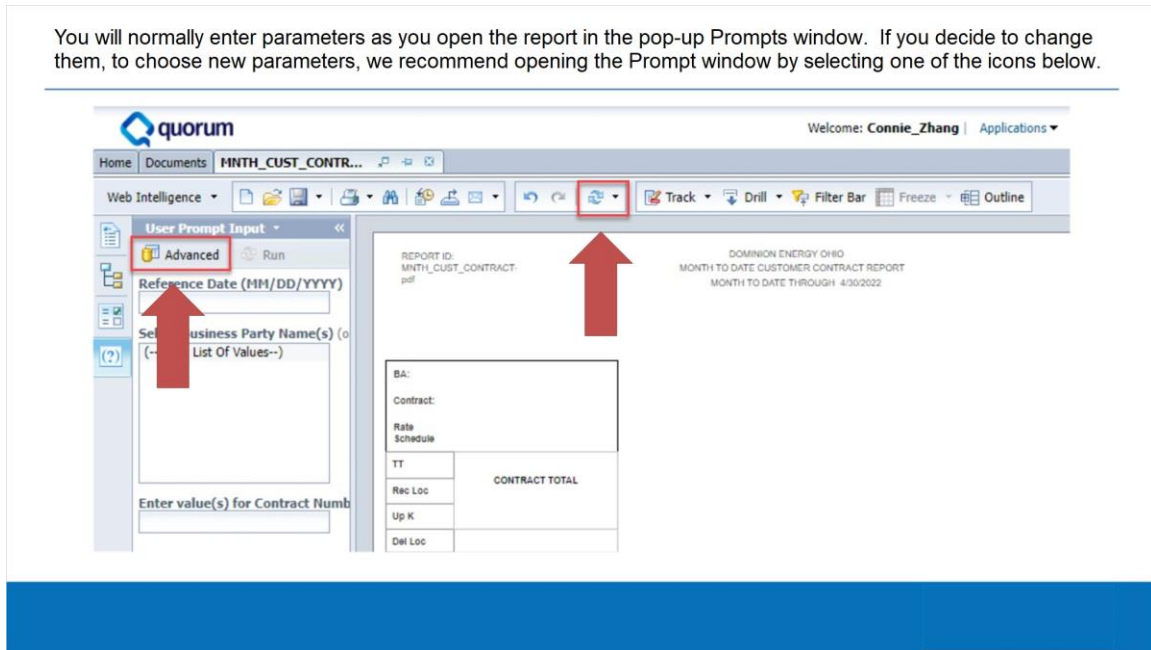 You will normally enter parameters as you open the report in the pop-up Prompts window.  If you decide to change
them, to choose new parameters, we recommend opening the Prompt window by selecting one of the icons below.
quorum
Welcome: Connie_Zhang | Applications
Home Documents MNTH_CUST_CONTR...
Web Intelligence Track Drill Filter Bar Freeze Outline
User Prompt Input «
Advanced Run
Reference Date (MM/DD/YYYY)
Business Party Name(s) (o
List Of Values--)
Enter value(s) for Contract Numb
REPORT ID:
MNTH_CUST_CONTRACT-
pdf
DOMINION ENERGY OHIO
MONTH TO DATE CUSTOMER CONTRACT REPORT
MONTH TO DATE THROUGH 4/30/2022
BA:
Contract:
Rate
Schedule
TT
CONTRACT TOTAL
Rec Loc
Up K
Del Loc